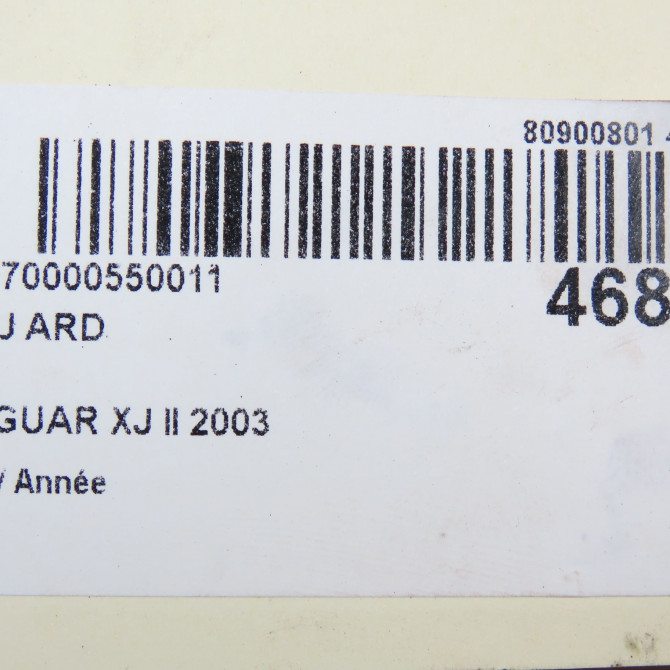 80900801
70000550011
468
J ARD
GUAR XJ II 2003
/ Année